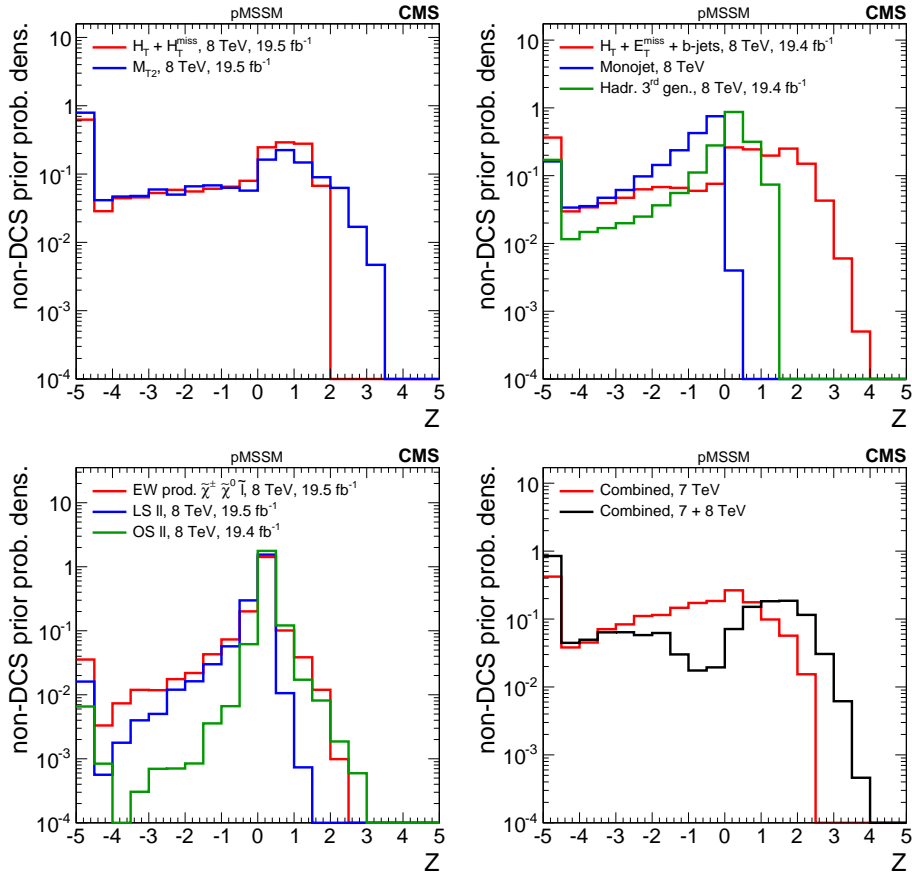 pMSSM CMS
non-DCS prior prob. dens.
10
1
10⁻¹
10⁻²
10⁻³
10⁻⁴
H_T + H_T^miss, 8 TeV, 19.5 fb⁻¹
M_T2, 8 TeV, 19.5 fb⁻¹
-5 -4 -3 -2 -1 0 1 2 3 4 5
Z
pMSSM CMS
non-DCS prior prob. dens.
10
1
10⁻¹
10⁻²
10⁻³
10⁻⁴
H_T + E_T^miss + b-jets, 8 TeV, 19.4 fb⁻¹
Monojet, 8 TeV
Hadr. 3rd gen., 8 TeV, 19.4 fb⁻¹
-5 -4 -3 -2 -1 0 1 2 3 4 5
Z
pMSSM CMS
non-DCS prior prob. dens.
10
1
10⁻¹
10⁻²
10⁻³
10⁻⁴
EW prod. χ̃± χ̃⁰ l̃, 8 TeV, 19.5 fb⁻¹
LS ll, 8 TeV, 19.5 fb⁻¹
OS ll, 8 TeV, 19.4 fb⁻¹
-5 -4 -3 -2 -1 0 1 2 3 4 5
Z
pMSSM CMS
non-DCS prior prob. dens.
10
1
10⁻¹
10⁻²
10⁻³
10⁻⁴
Combined, 7 TeV
Combined, 7 + 8 TeV
-5 -4 -3 -2 -1 0 1 2 3 4 5
Z